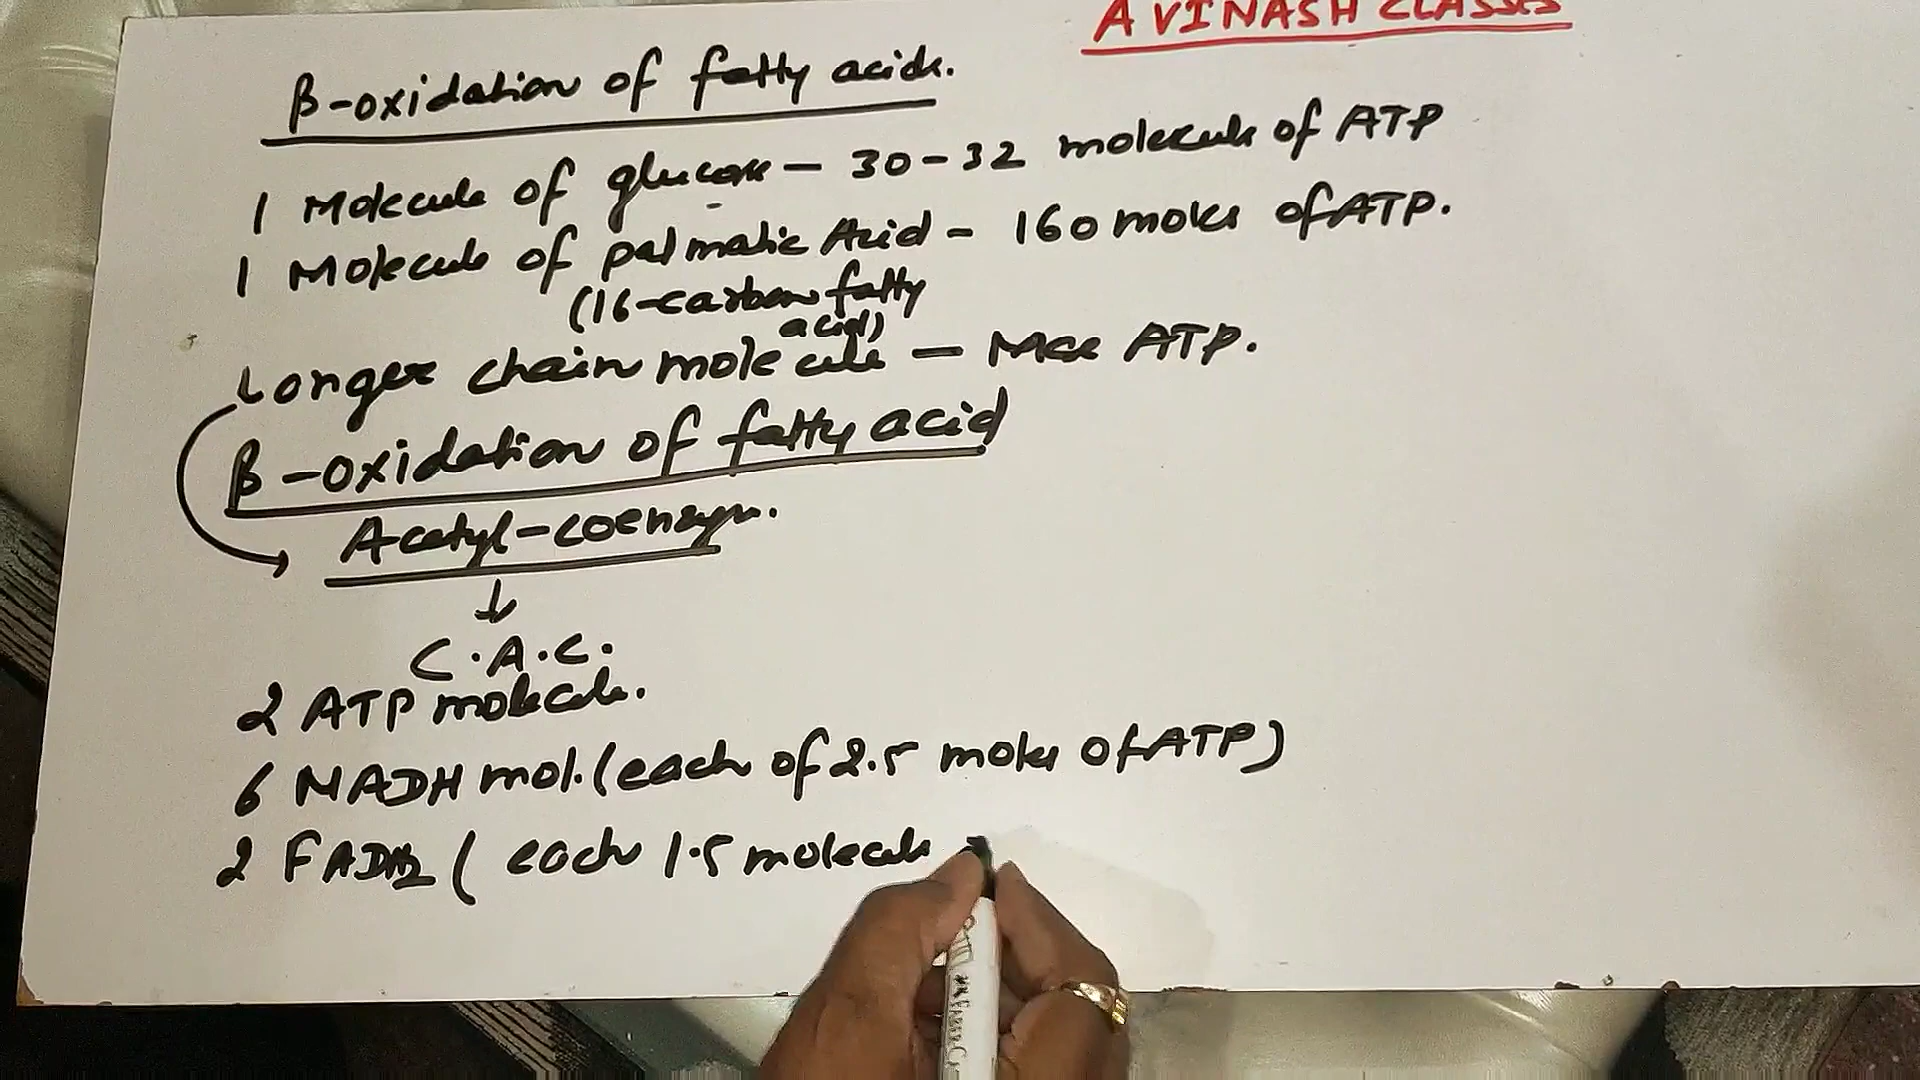 AVINASH CLASSES
β-oxidation of fatty acids.
1 Molecule of glucose - 30-32 molecule of ATP
1 Molecule of palmatic Acid - 160 moles of ATP.
(16-carbon fatty
acid)
Longer chain molecule - More ATP.
β-oxidation of fatty acid
Acetyl-coenzym.
↓
C.A.C.
2 ATP molecule.
6 NADH mol. (each of 2.5 moles of ATP)
2 FADH2 ( each 1.5 molecule